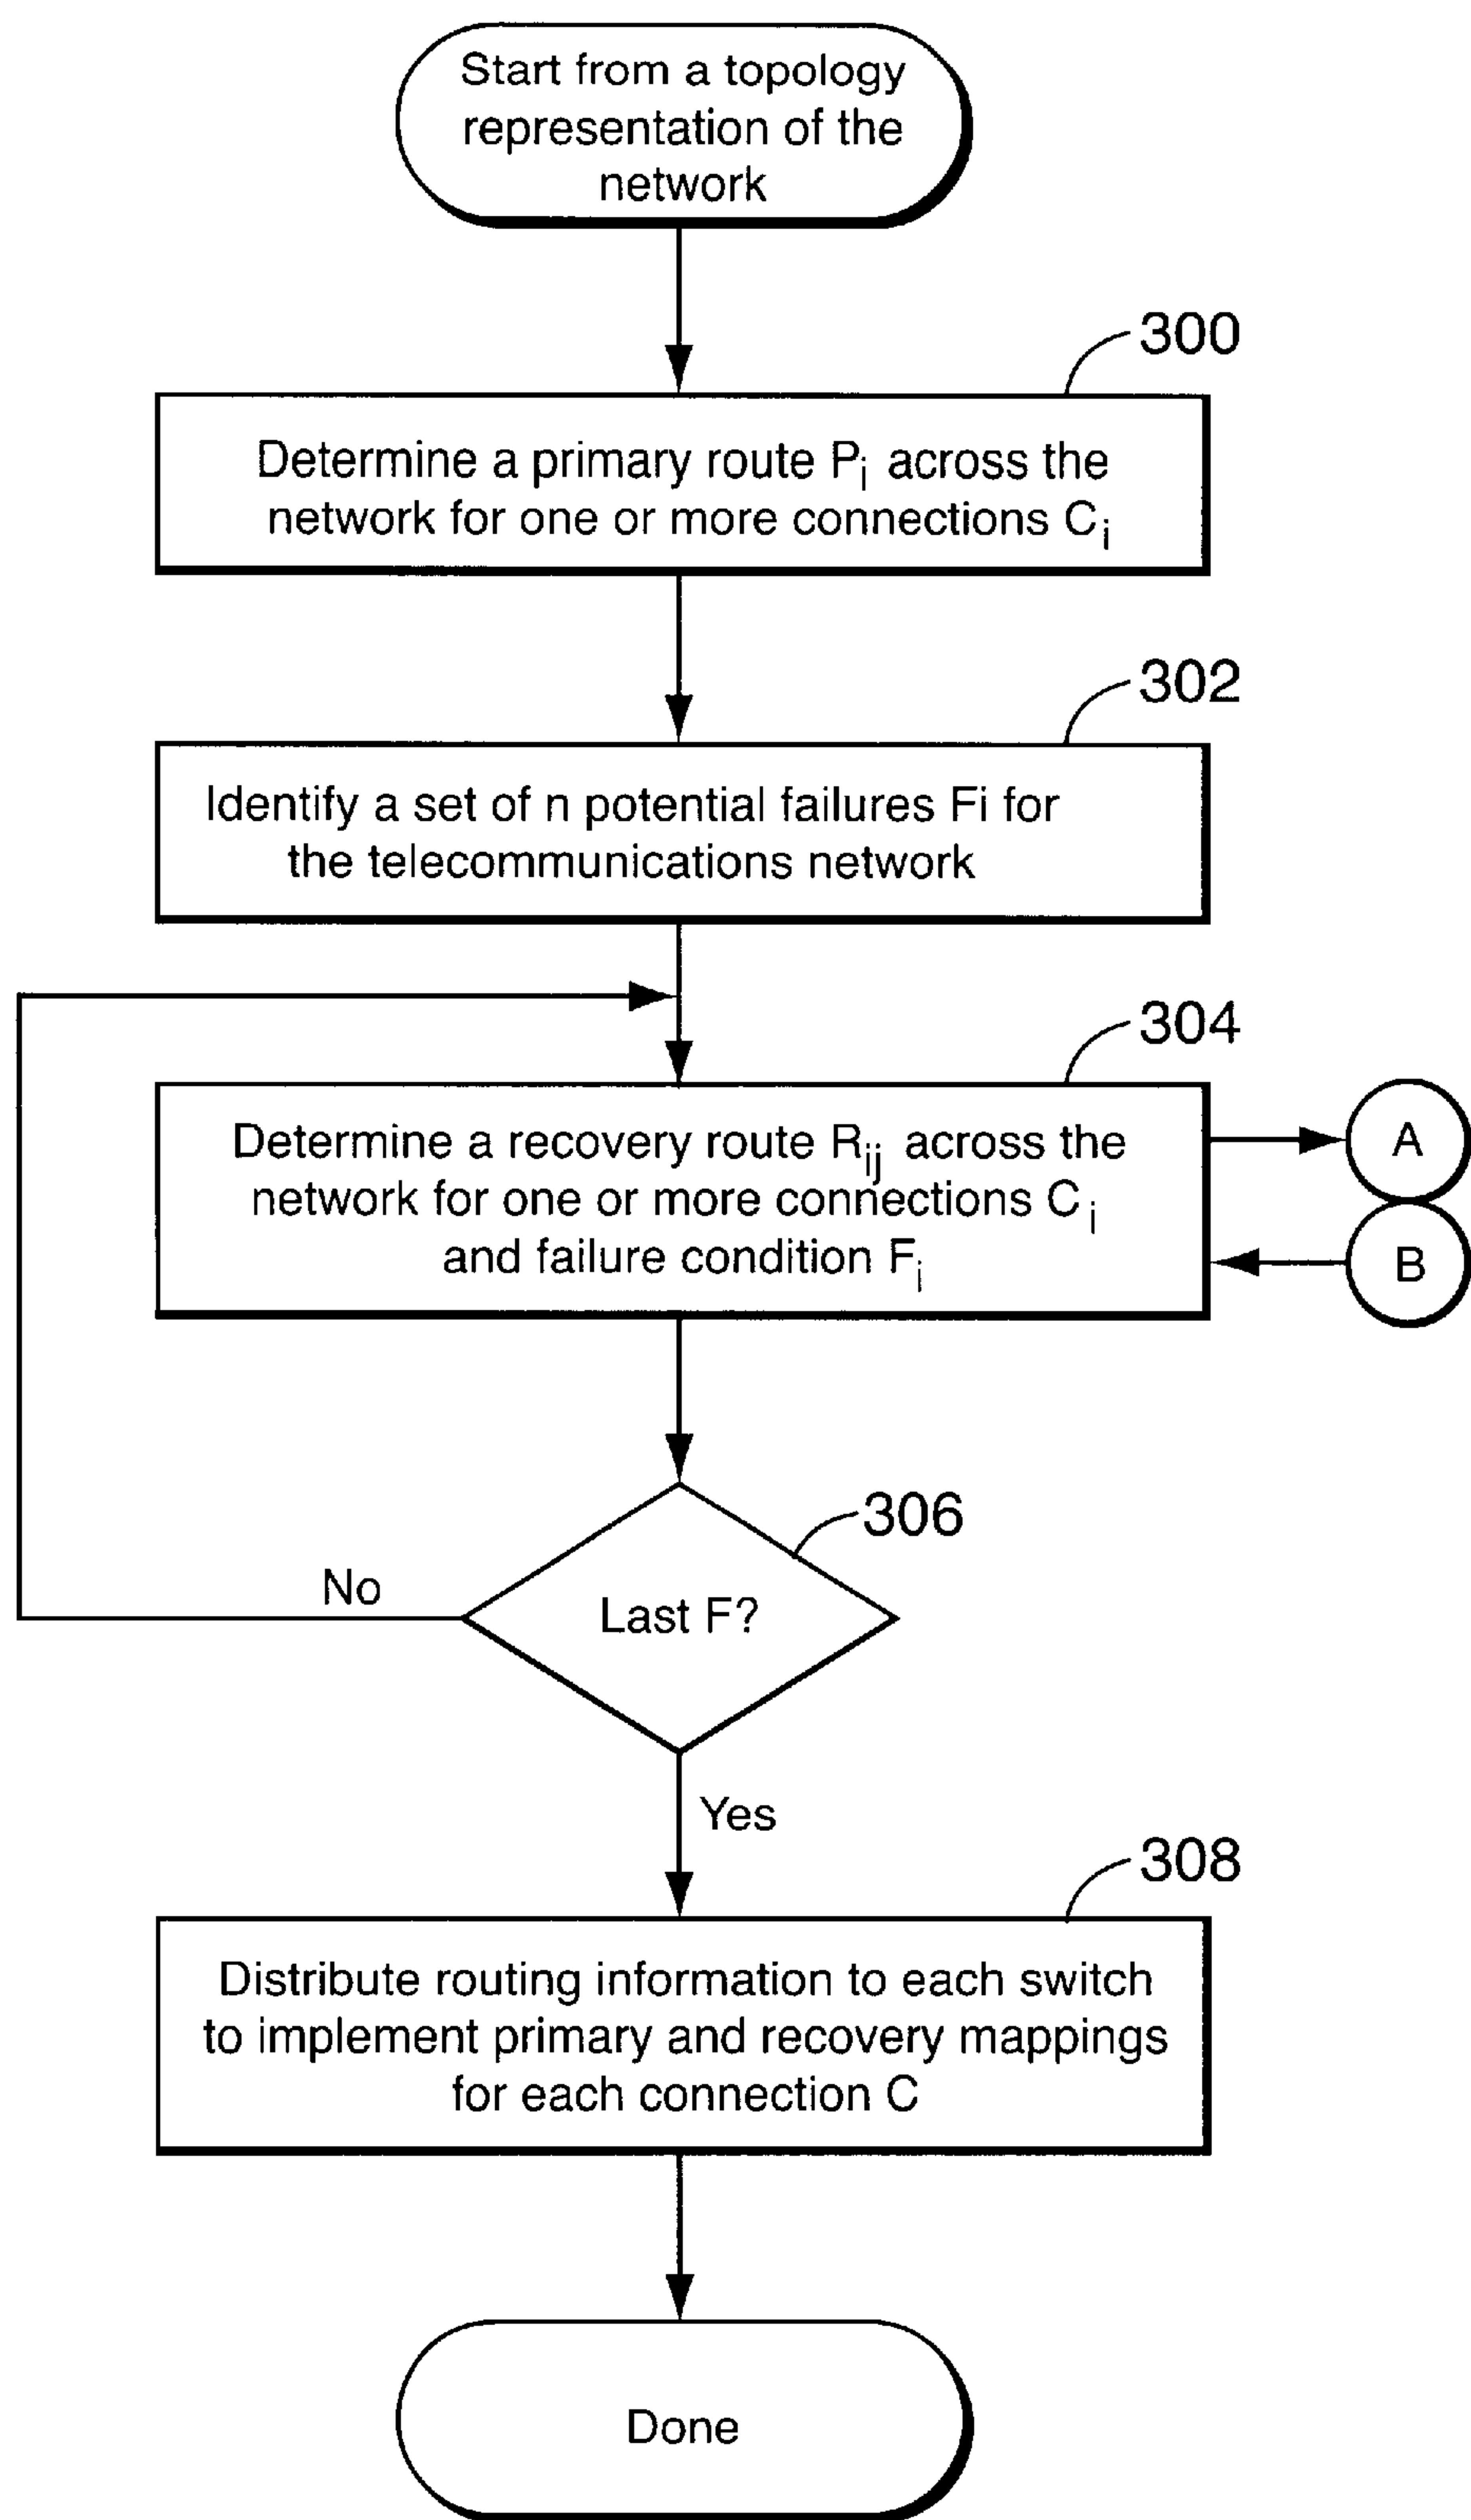 Start from a topology
representation of the
network
300
Determine a primary route Pi across the
network for one or more connections Ci
302
Identify a set of n potential failures Fi for
the telecommunications network
304
Determine a recovery route Rij across the
network for one or more connections Ci
and failure condition Fj
A
B
306
Last F?
No
Yes
308
Distribute routing information to each switch
to implement primary and recovery mappings
for each connection C
Done